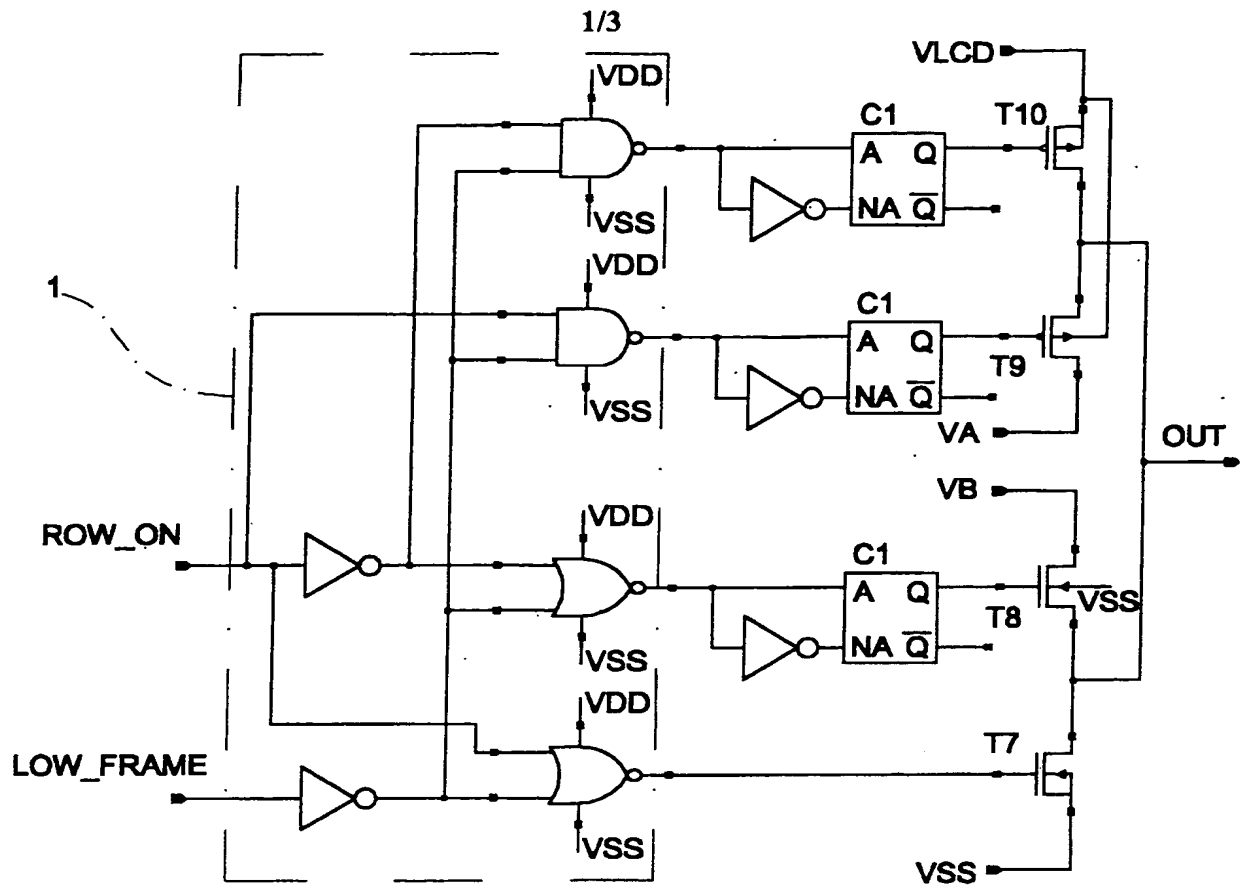 1/3
VLCD
VDD
C1
T10
A Q
NA Q̅
VSS
VDD
1
C1
A Q
T9
NA Q̅
VSS
VA
OUT
VB
ROW_ON
VDD
C1
A Q
T8
VSS
NA Q̅
VSS
VDD
T7
LOW_FRAME
VSS
VSS